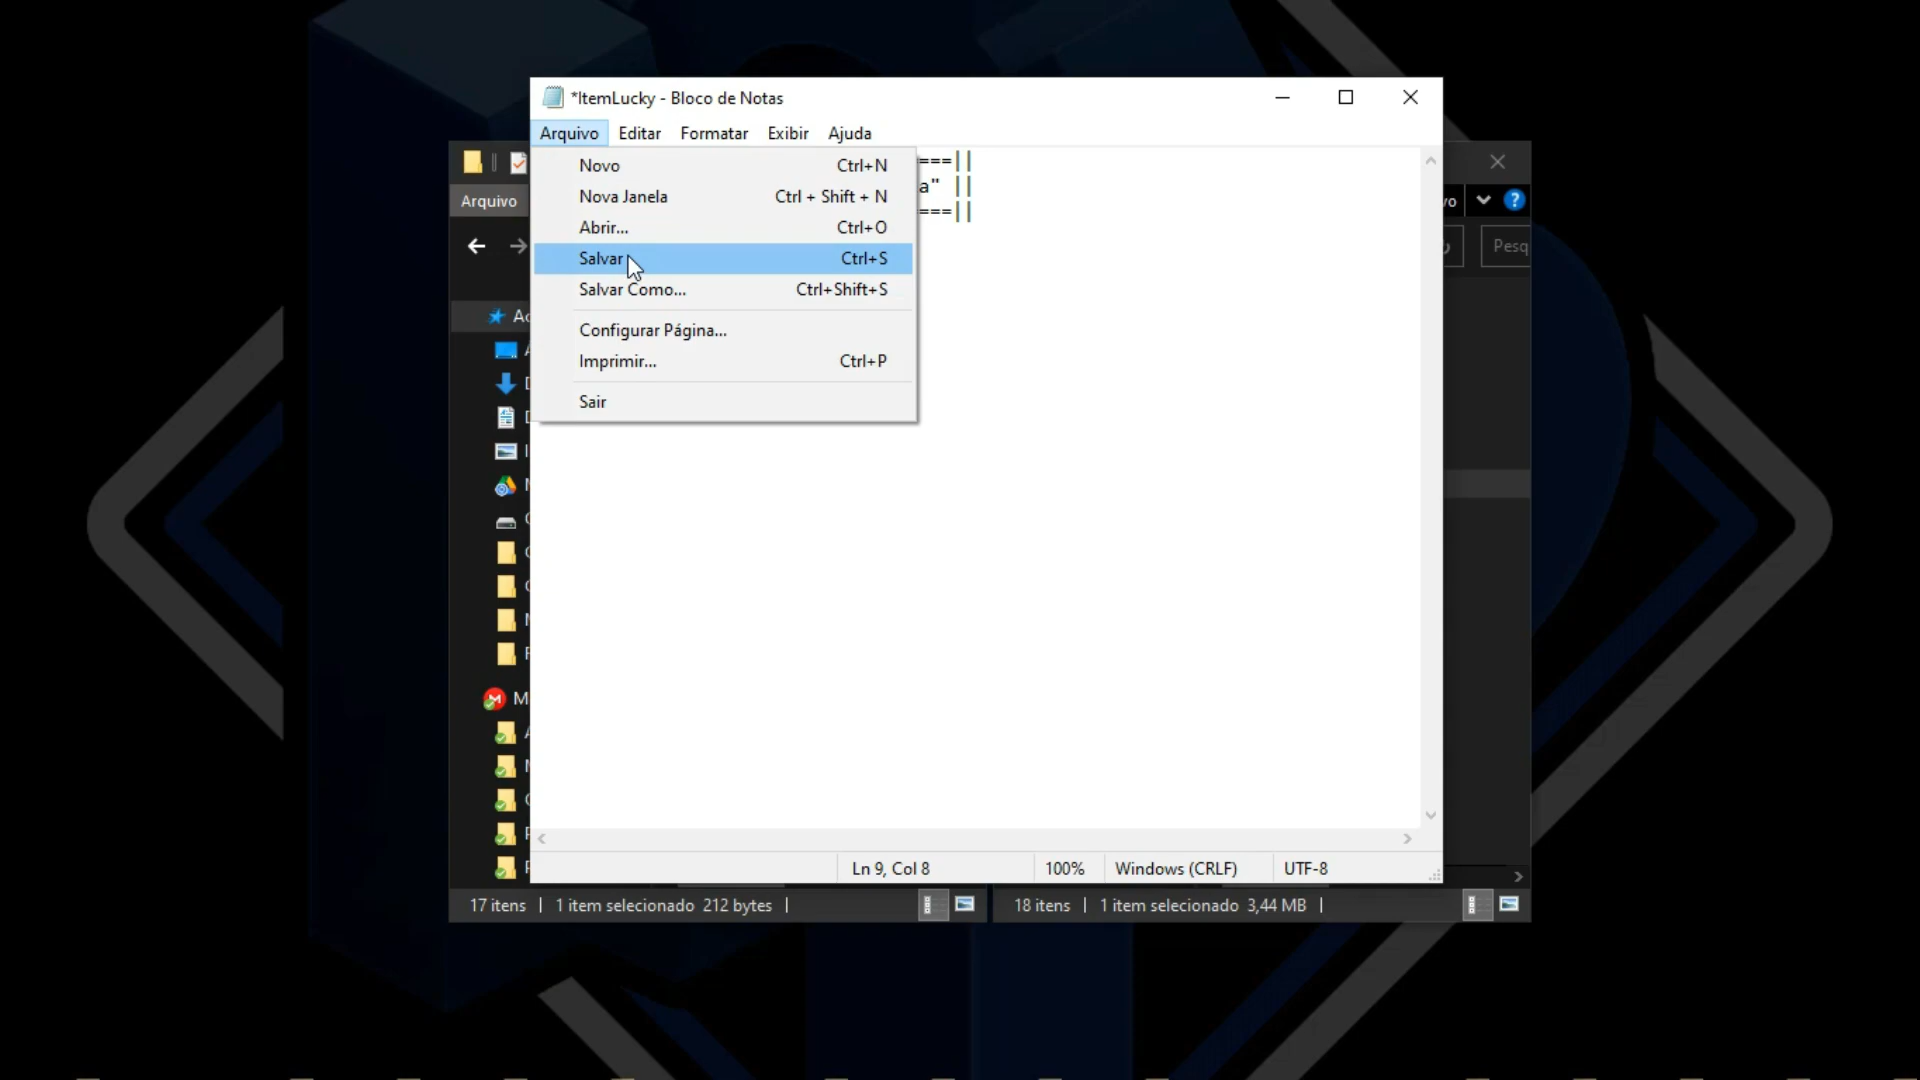 *ItemLucky - Bloco de Notas
Arquivo Editar Formatar Exibir Ajuda
Novo Ctrl+N
Nova Janela Ctrl + Shift + N
Abrir... Ctrl+O
Salvar Ctrl+S
Salvar Como... Ctrl+Shift+S
Configurar Página...
Imprimir... Ctrl+P
Sair
===||
a" ||
===||
Arquivo
vo
Pesq
Ln 9, Col 8 100% Windows (CRLF) UTF-8
17 itens | 1 item selecionado 212 bytes |
18 itens | 1 item selecionado 3,44 MB |